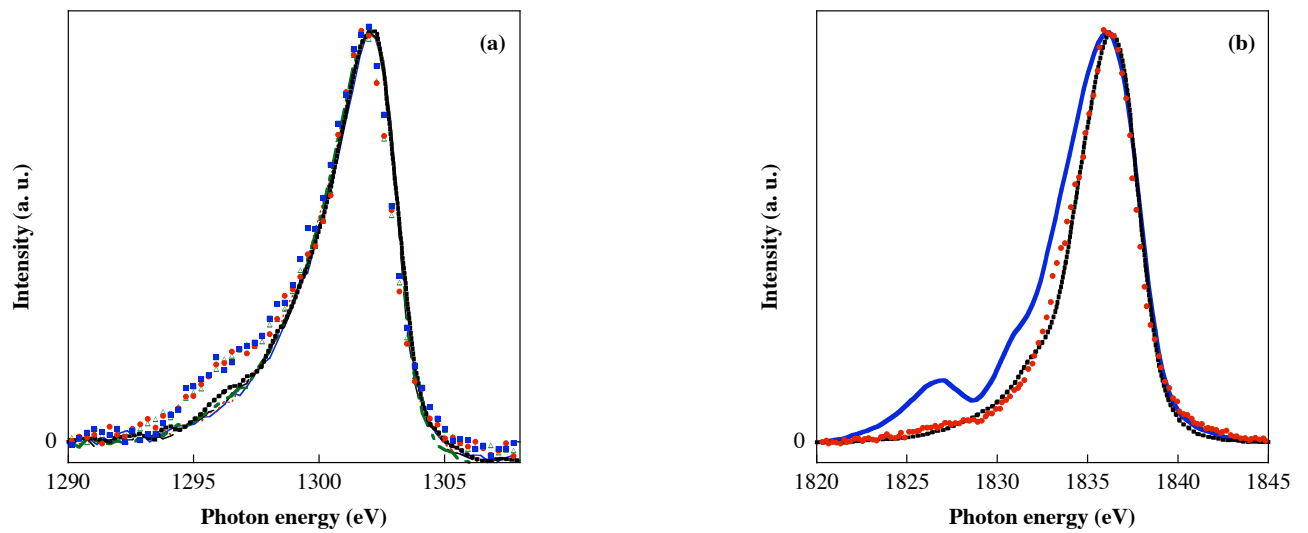 (a)
Intensity (a. u.)
0
1290 1295 1300 1305
Photon energy (eV)
(b)
Intensity (a. u.)
0
1820 1825 1830 1835 1840 1845
Photon energy (eV)